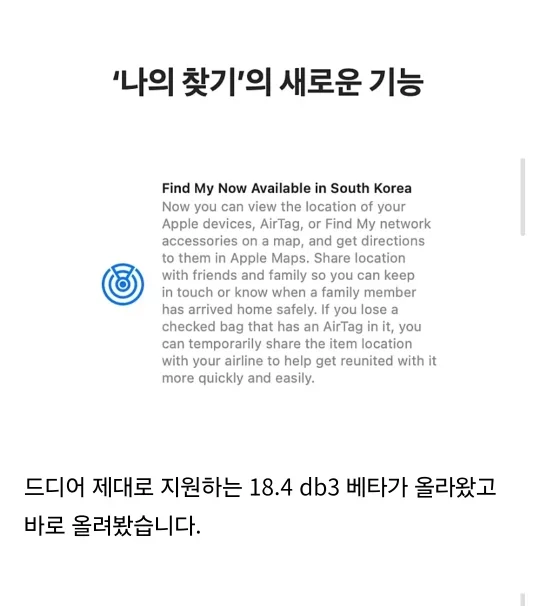 ‘나의 찾기’의 새로운 기능
Find My Now Available in South Korea
Now you can view the location of your
Apple devices, AirTag, or Find My network
accessories on a map, and get directions
to them in Apple Maps. Share location
with friends and family so you can keep
in touch or know when a family member
has arrived home safely. If you lose a
checked bag that has an AirTag in it, you
can temporarily share the item location
with your airline to help get reunited with it
more quickly and easily.
드디어 제대로 지원하는 18.4 db3 베타가 올라왔고
바로 올려봤습니다.